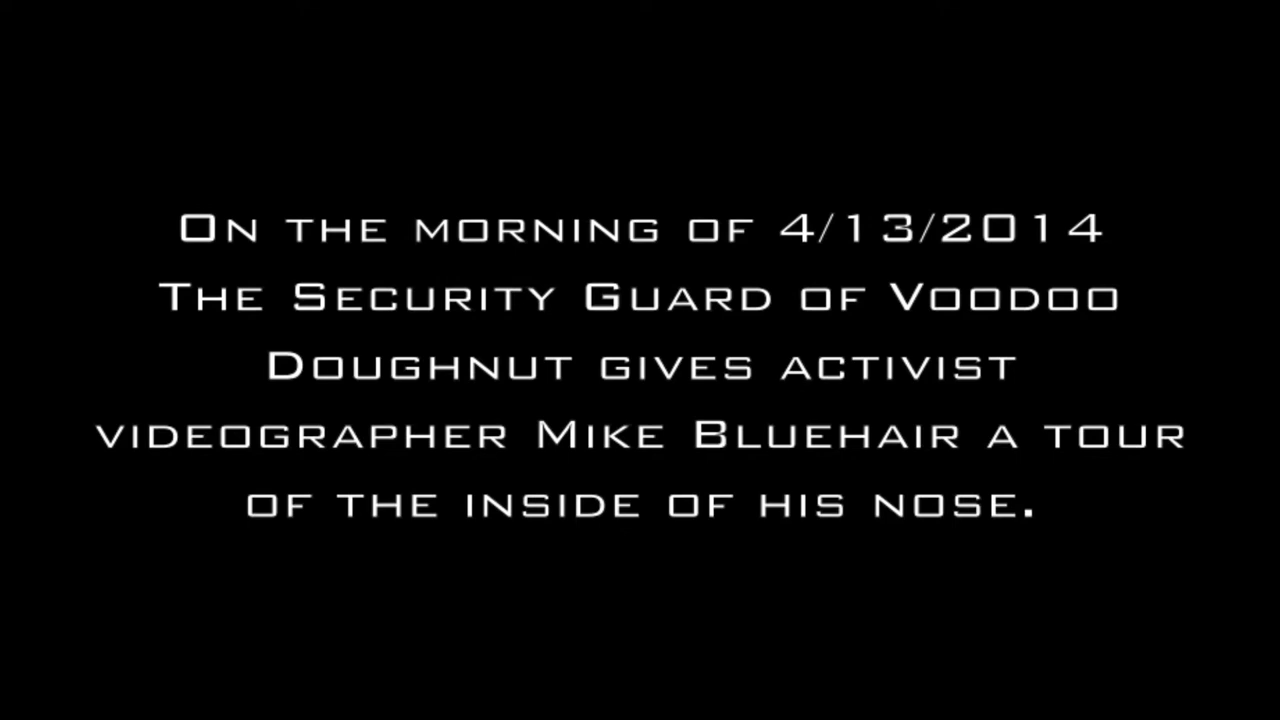 On the morning of 4/13/2014
The Security Guard of Voodoo
Doughnut gives activist
videographer Mike Bluehair a tour
of the inside of his nose.